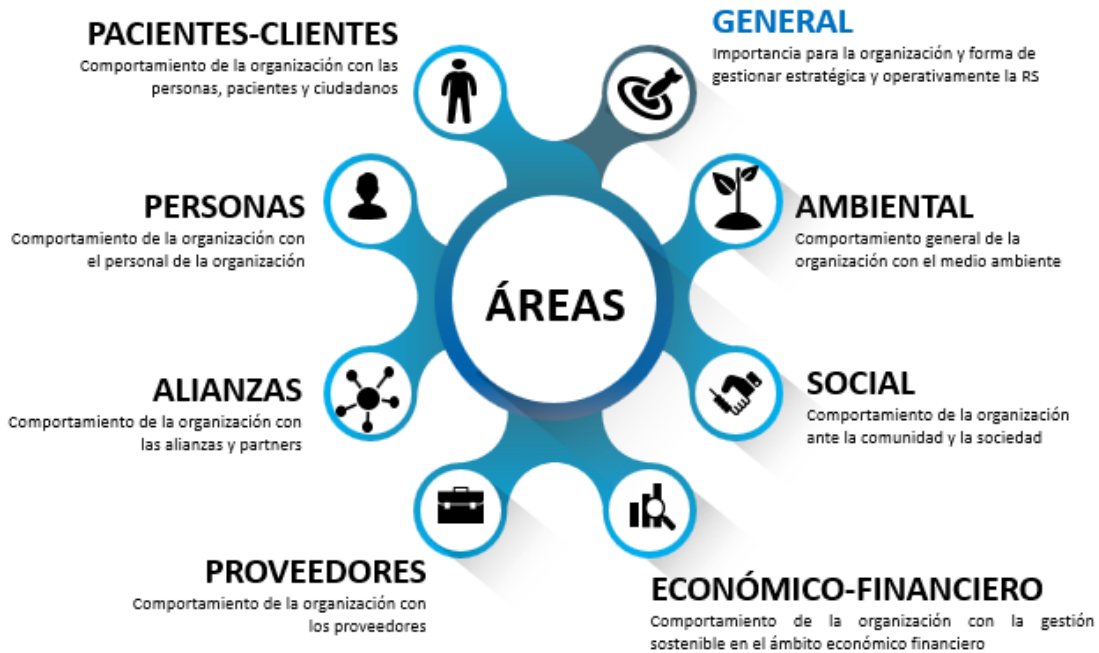 PACIENTES-CLIENTES
Comportamiento de la organización con las
personas, pacientes y ciudadanos
GENERAL
Importancia para la organización y forma de
gestionar estratégica y operativamente la RS
PERSONAS
Comportamiento de la organización con
el personal de la organización
AMBIENTAL
Comportamiento general de la
organización con el medio ambiente
ÁREAS
ALIANZAS
Comportamiento de la organización con
las alianzas y partners
SOCIAL
Comportamiento de la organización
ante la comunidad y la sociedad
PROVEEDORES
Comportamiento de la organización con
los proveedores
ECONÓMICO-FINANCIERO
Comportamiento de la organización con la gestión
sostenible en el ámbito económico financiero